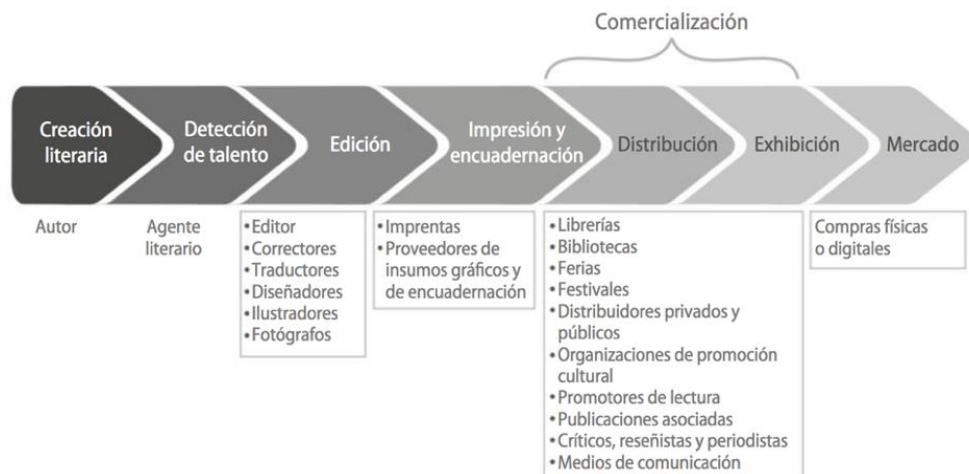 Comercialización
Creación
literaria
Detección
de talento
Edición
Impresión y
encuadernación
Distribución
Exhibición
Mercado
Autor
Agente
literario
•Editor
•Correctores
•Traductores
•Diseñadores
•Ilustradores
•Fotógrafos
•Imprentas
•Proveedores de
insumos gráficos y
de encuadernación
•Librerías
•Bibliotecas
•Ferias
•Festivales
•Distribuidores privados y
públicos
•Organizaciones de promoción
cultural
•Promotores de lectura
•Publicaciones asociadas
•Críticos, reseñistas y periodistas
•Medios de comunicación
Compras físicas
o digitales